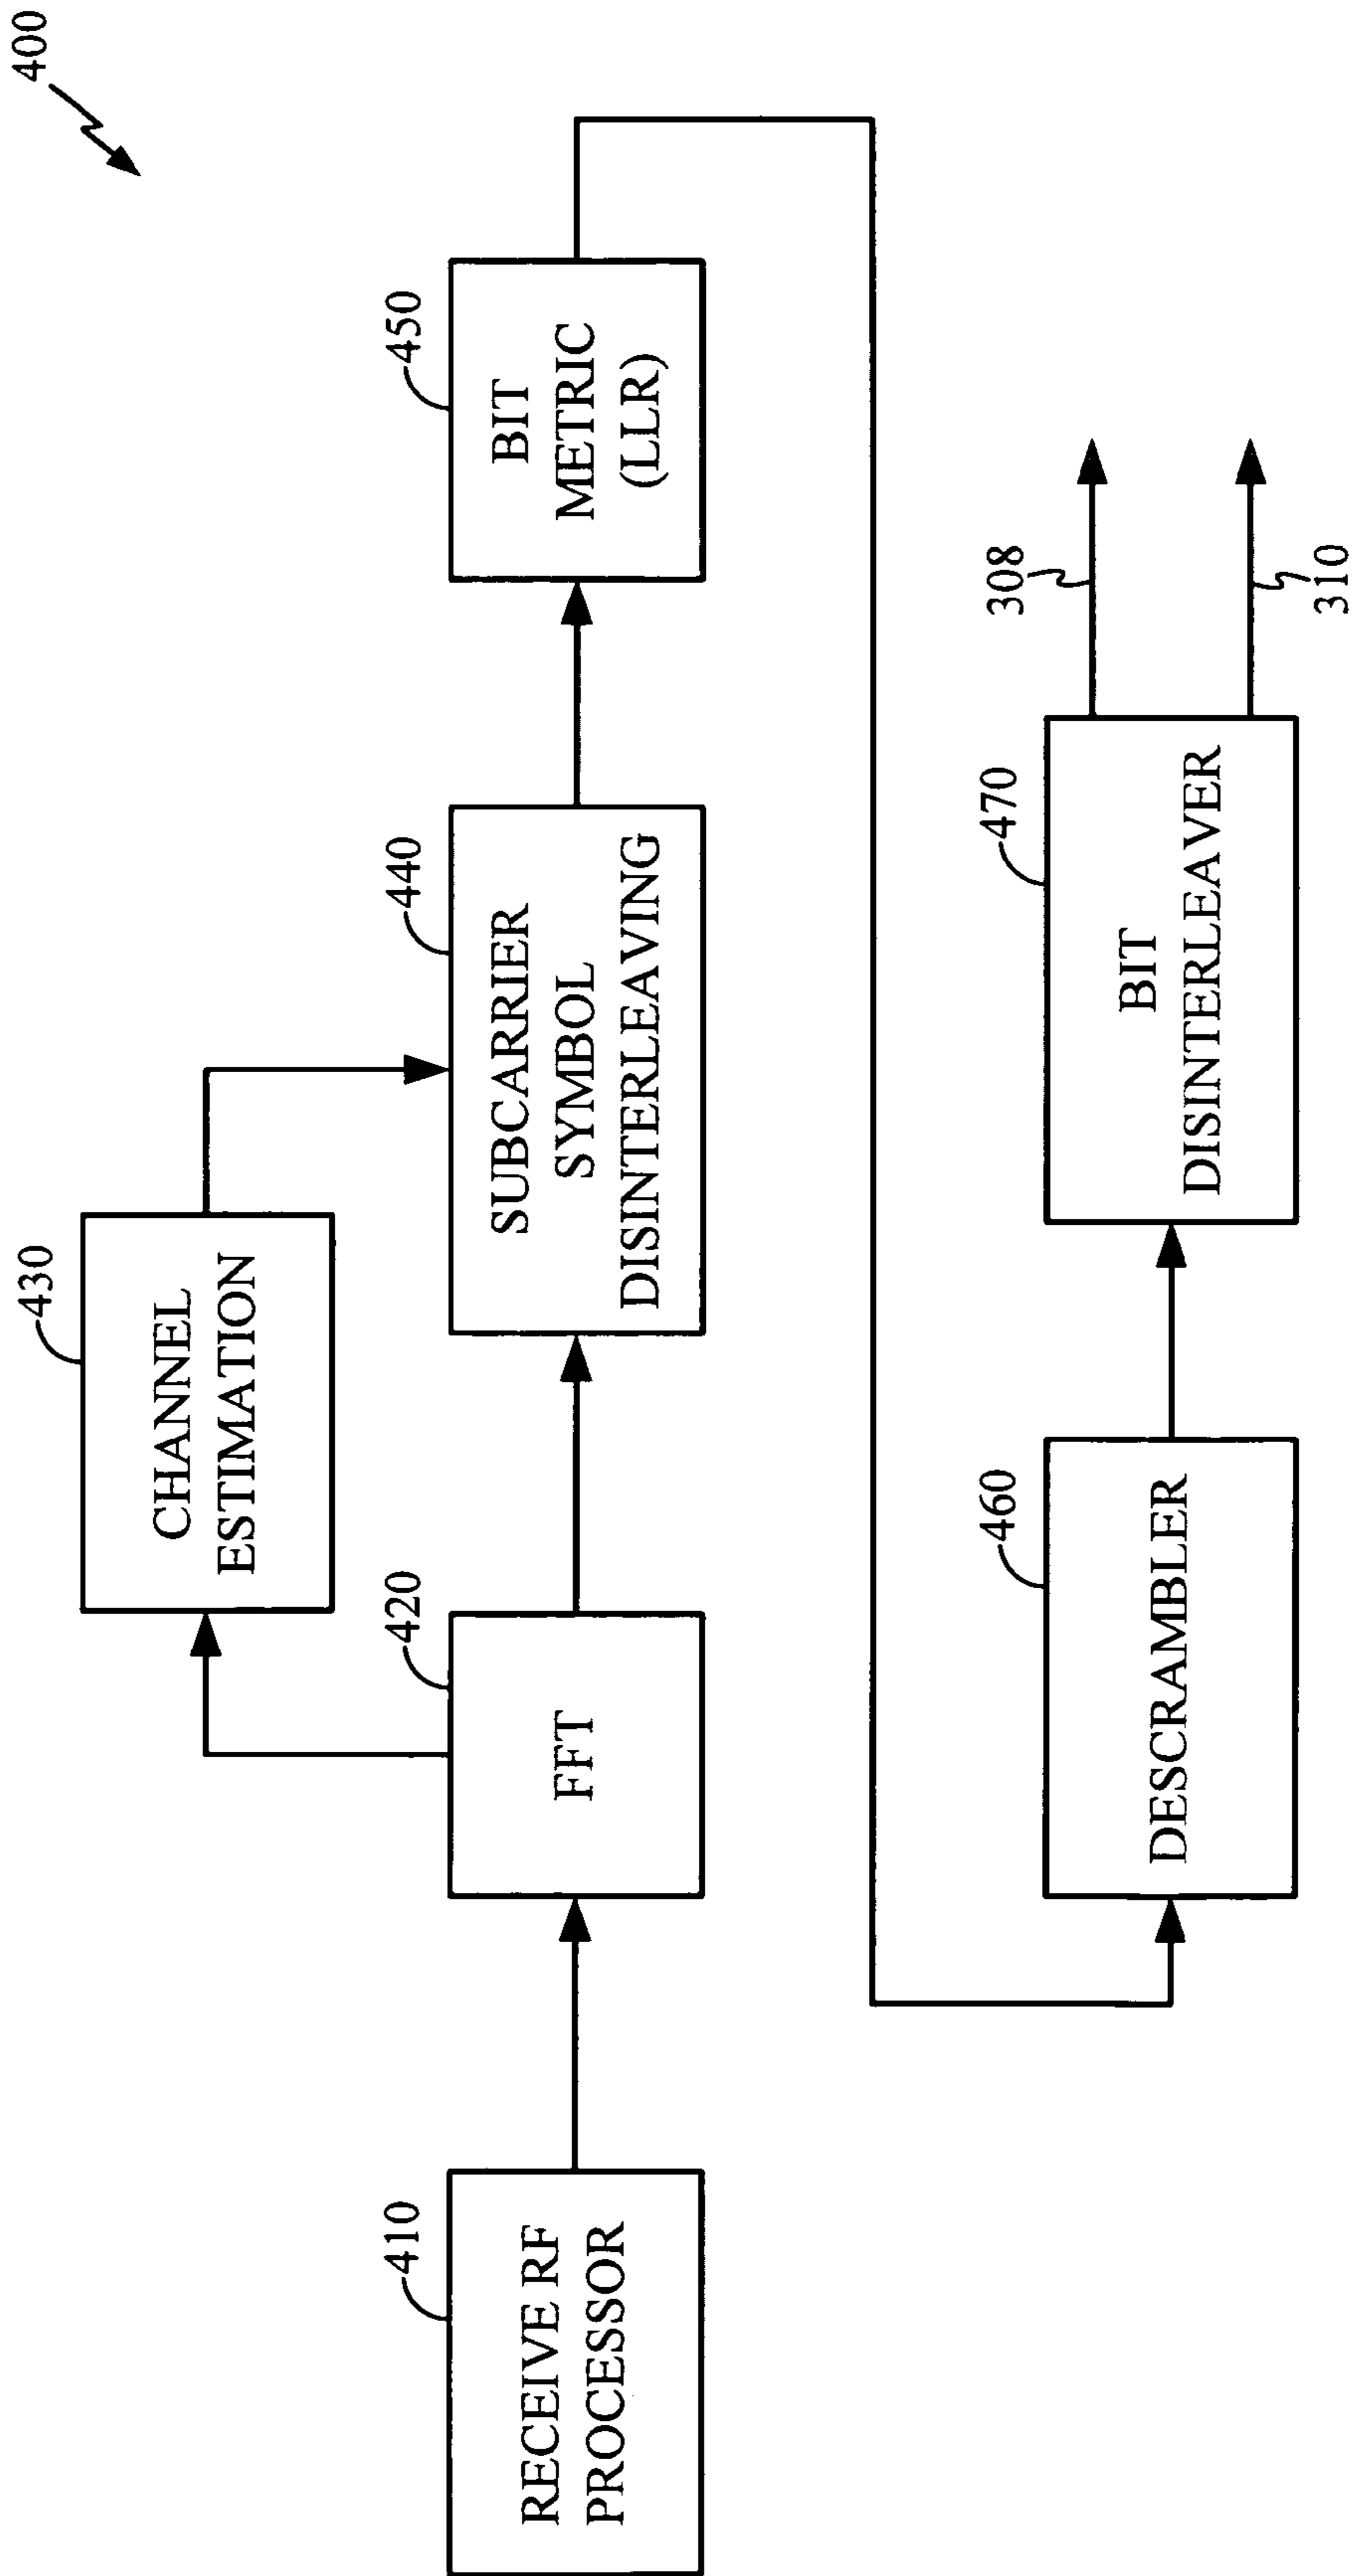 400
430
CHANNEL
ESTIMATION
410
RECEIVE RF
PROCESSOR
420
FFT
440
SUBCARRIER
SYMBOL
DISINTERLEAVING
450
BIT
METRIC
(LLR)
460
DESCRAMBLER
470
BIT
DISINTERLEAVER
308
310